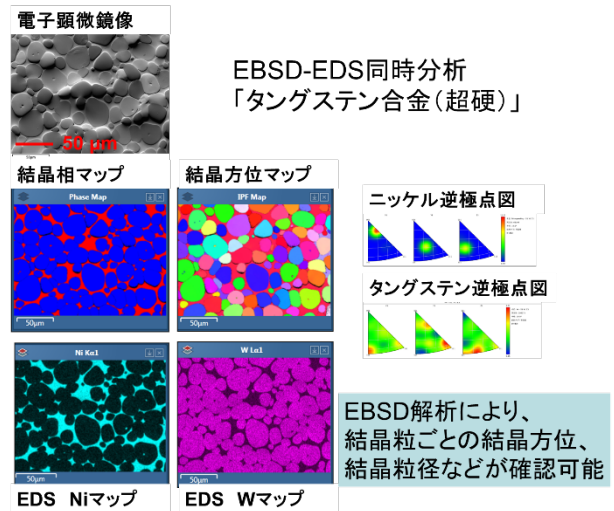 電子顕微鏡像
50 μm
EBSD-EDS同時分析
「タングステン合金（超硬）」
結晶相マップ
結晶方位マップ
Phase Map
IPF Map
50μm
50μm
ニッケル逆極点図
タングステン逆極点図
Ni Kα1
W Lα1
50μm
50μm
EDS Niマップ
EDS Wマップ
EBSD解析により、
結晶粒ごとの結晶方位、
結晶粒径などが確認可能